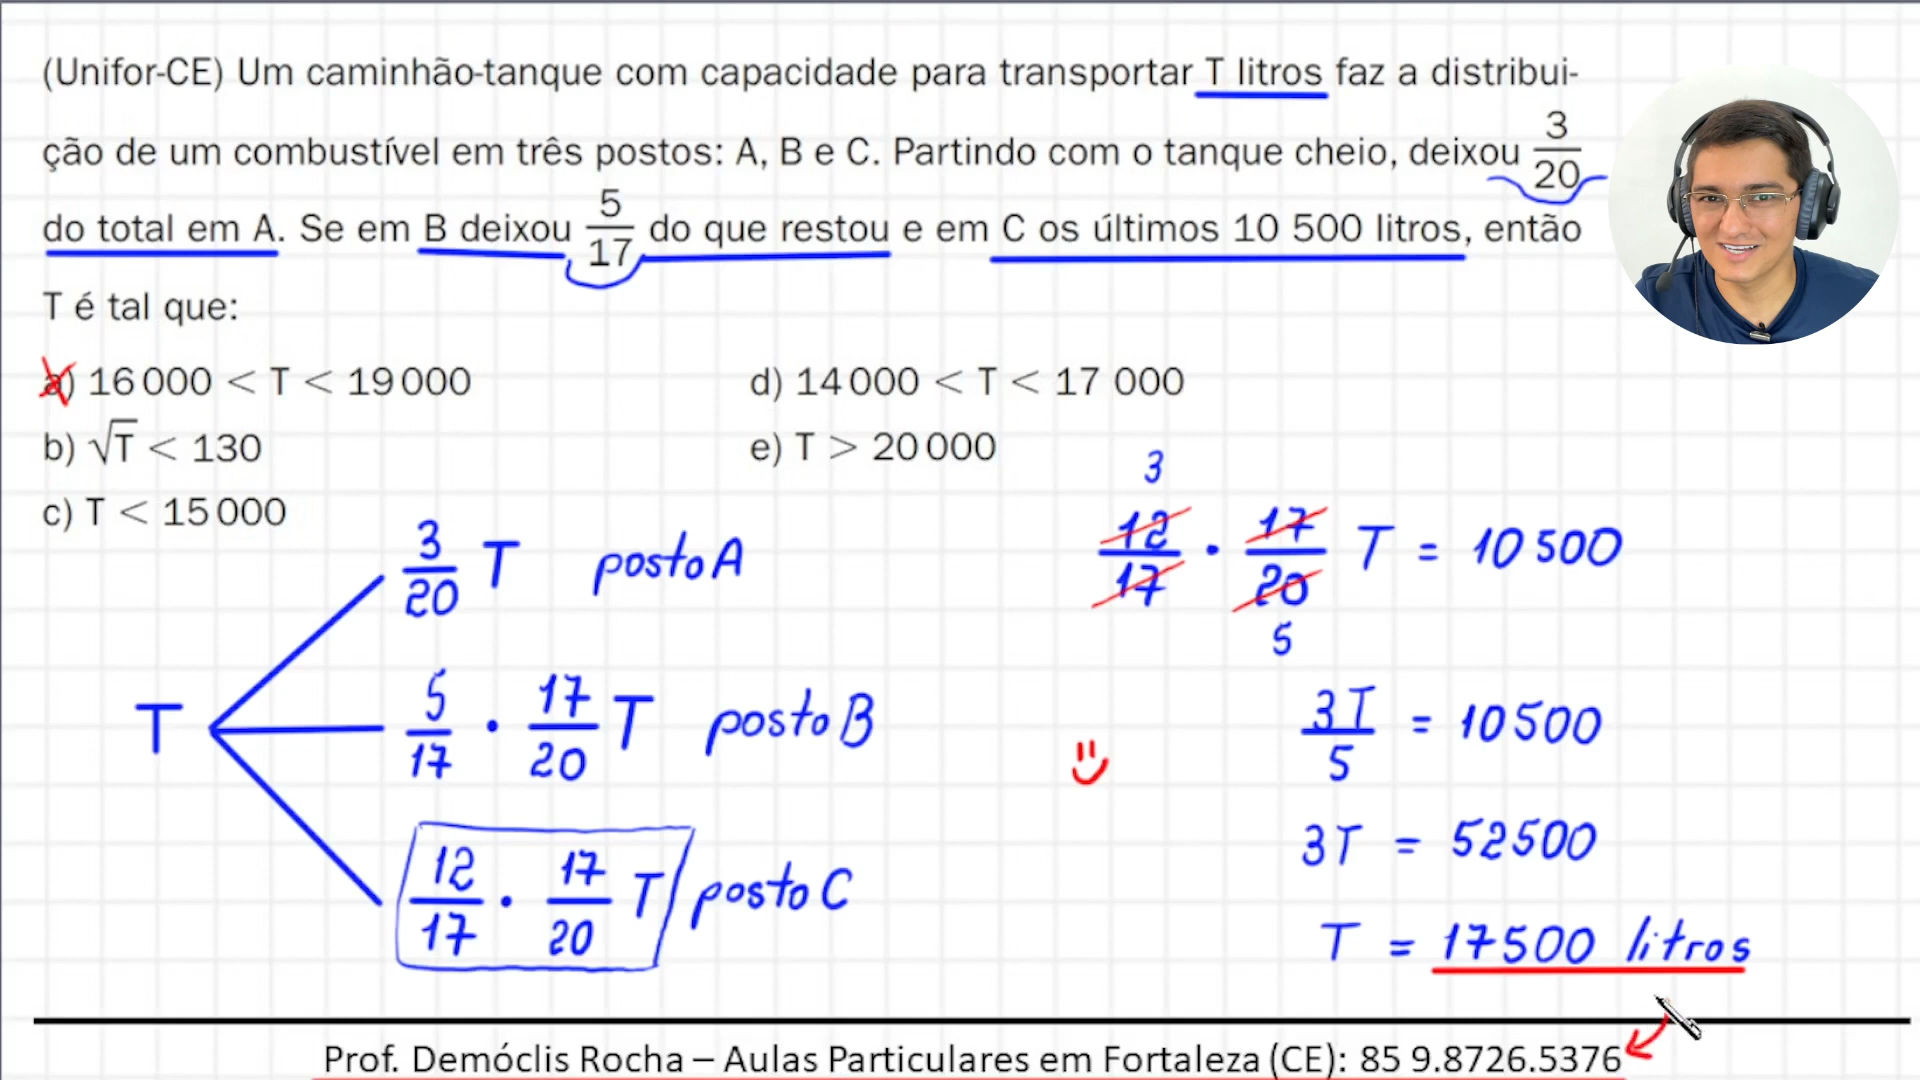 (Unifor-CE) Um caminhão-tanque com capacidade para transportar T litros faz a distribui-
ção de um combustível em três postos: A, B e C. Partindo com o tanque cheio, deixou 3/20
do total em A. Se em B deixou 5/17 do que restou e em C os últimos 10 500 litros, então
T é tal que:
a) 16 000 < T < 19 000
b) √T < 130
c) T < 15 000
d) 14 000 < T < 17 000
e) T > 20 000
T
3/20 T posto A
5/17 · 17/20 T posto B
12/17 · 17/20 T posto C
3
12/17 · 17/20 T = 10 500
5
3T/5 = 10 500
3T = 52500
T = 17500 litros
Prof. Demóclis Rocha – Aulas Particulares em Fortaleza (CE): 85 9.8726.5376